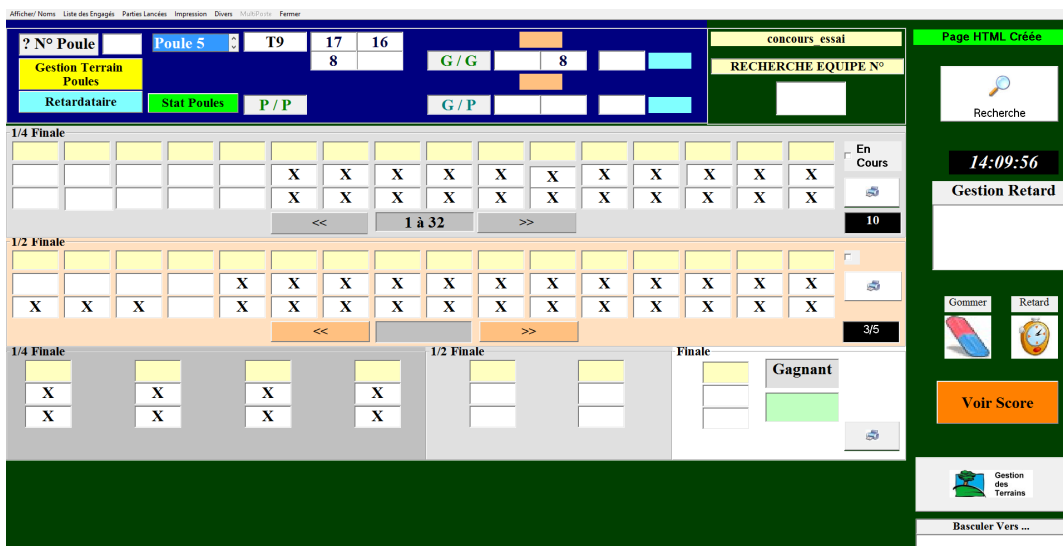 Afficher/ Noms Liste des Engagés Parties Lancées Impression Divers MultiPoste Fermer
? N° Poule Poule 5 T9 17 16 concours_essai Page HTML Créée
8 G / G 8
Gestion Terrain Poules RECHERCHE EQUIPE N°
Retardataire Stat Poules P / P G / P Recherche
1/4 Finale
En Cours 14:09:56
X X X X X X X X X X X
X X X X X X X X X X X Gestion Retard
<< 1 à 32 >> 10
1/2 Finale
X X X X X X X X X X X X
X X X X X X X X X X X X X X X
Gommer Retard
<< >> 3/5
1/4 Finale 1/2 Finale Finale
Gagnant
X X X X
X X X X
Voir Score
Gestion des Terrains
Basculer Vers ...